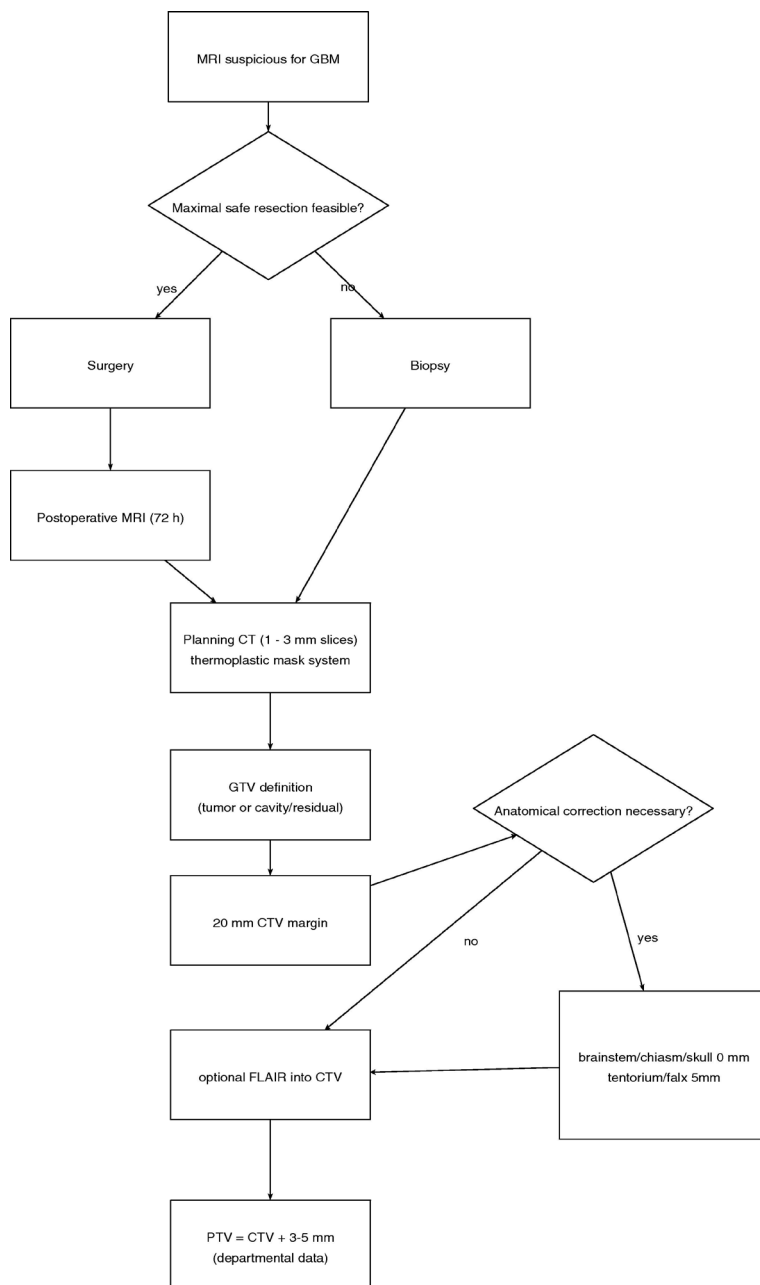 MRI suspicious for GBM
Maximal safe resection feasible?
yes
no
Surgery
Biopsy
Postoperative MRI (72 h)
Planning CT (1 - 3 mm slices)
thermoplastic mask system
GTV definition
(tumor or cavity/residual)
Anatomical correction necessary?
20 mm CTV margin
no
yes
optional FLAIR into CTV
brainstem/chiasm/skull 0 mm
tentorium/falx 5mm
PTV = CTV + 3-5 mm
(departmental data)